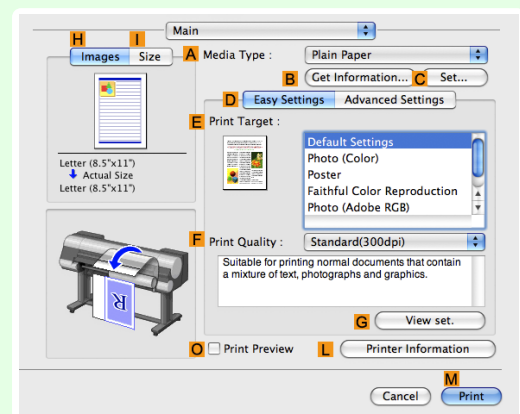 Main
H I
Images Size
A Media Type : Plain Paper
B Get Information... C Set...
D Easy Settings Advanced Settings
E Print Target :
Default Settings
Photo (Color)
Poster
Faithful Color Reproduction
Photo (Adobe RGB)
Letter (8.5"x11")
Actual Size
Letter (8.5"x11")
F Print Quality : Standard(300dpi)
Suitable for printing normal documents that contain
a mixture of text, photographs and graphics.
R
G View set.
O Print Preview L Printer Information
M
Cancel Print